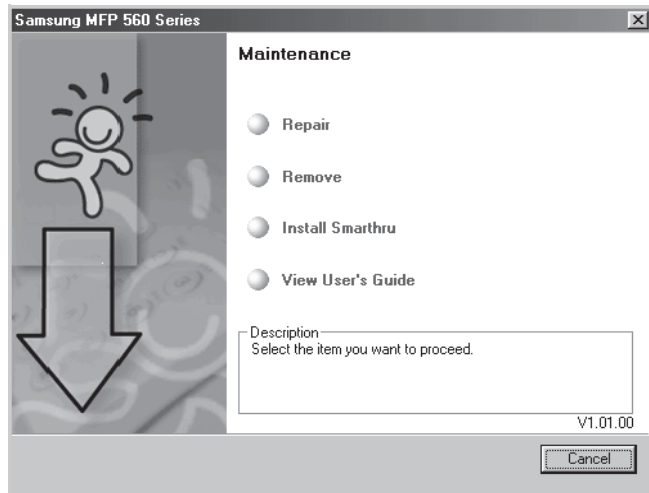 Samsung MFP 560 Series
Maintenance
Repair
Remove
Install Smarthru
View User's Guide
Description
Select the item you want to proceed.
V1.01.00
Cancel